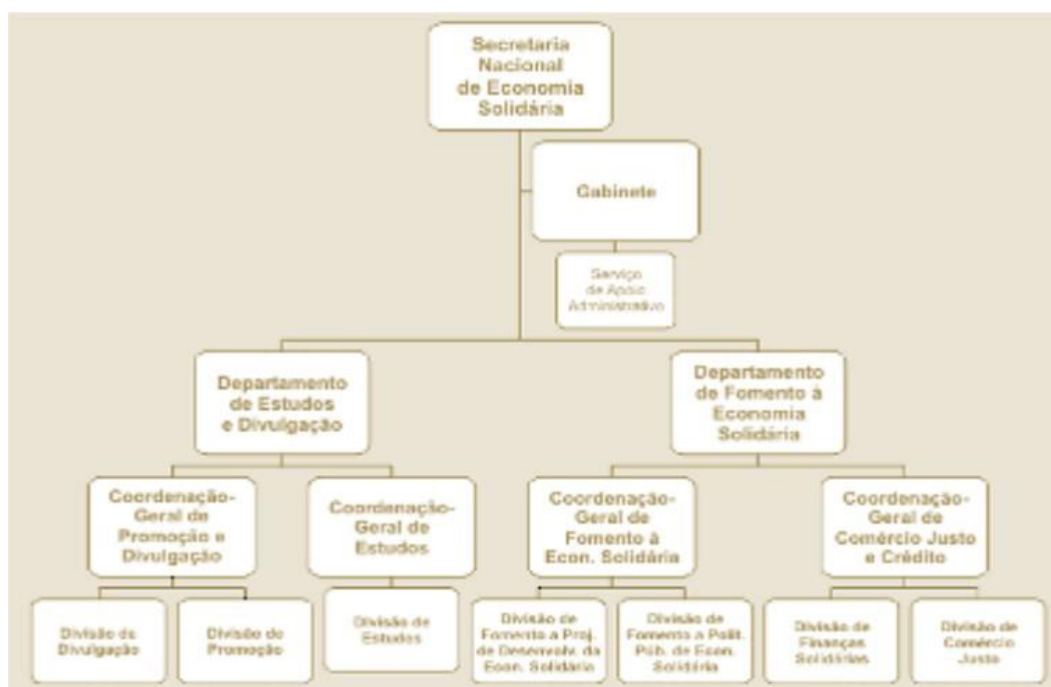 Secretaria
Nacional
de Economia
Solidária
Gabinete
Serviço
de Apoio
Administrativo
Departamento
de Estudos
e Divulgação
Departamento
de Fomento à
Economia
Solidária
Coordenação-
Geral de
Promoção e
Divulgação
Coordenação-
Geral de
Estudos
Coordenação-
Geral de
Fomento à
Econ. Solidária
Coordenação-
Geral de
Comércio Justo
e Crédito
Divisão de
Divulgação
Divisão de
Promoção
Divisão de
Estudos
Divisão de
Fomento a Proj.
de Desenvolv. da
Econ. Solidária
Divisão de
Fomento a Polít.
Púb. de Econ.
Solidária
Divisão de
Finanças
Solidárias
Divisão de
Comércio
Justo